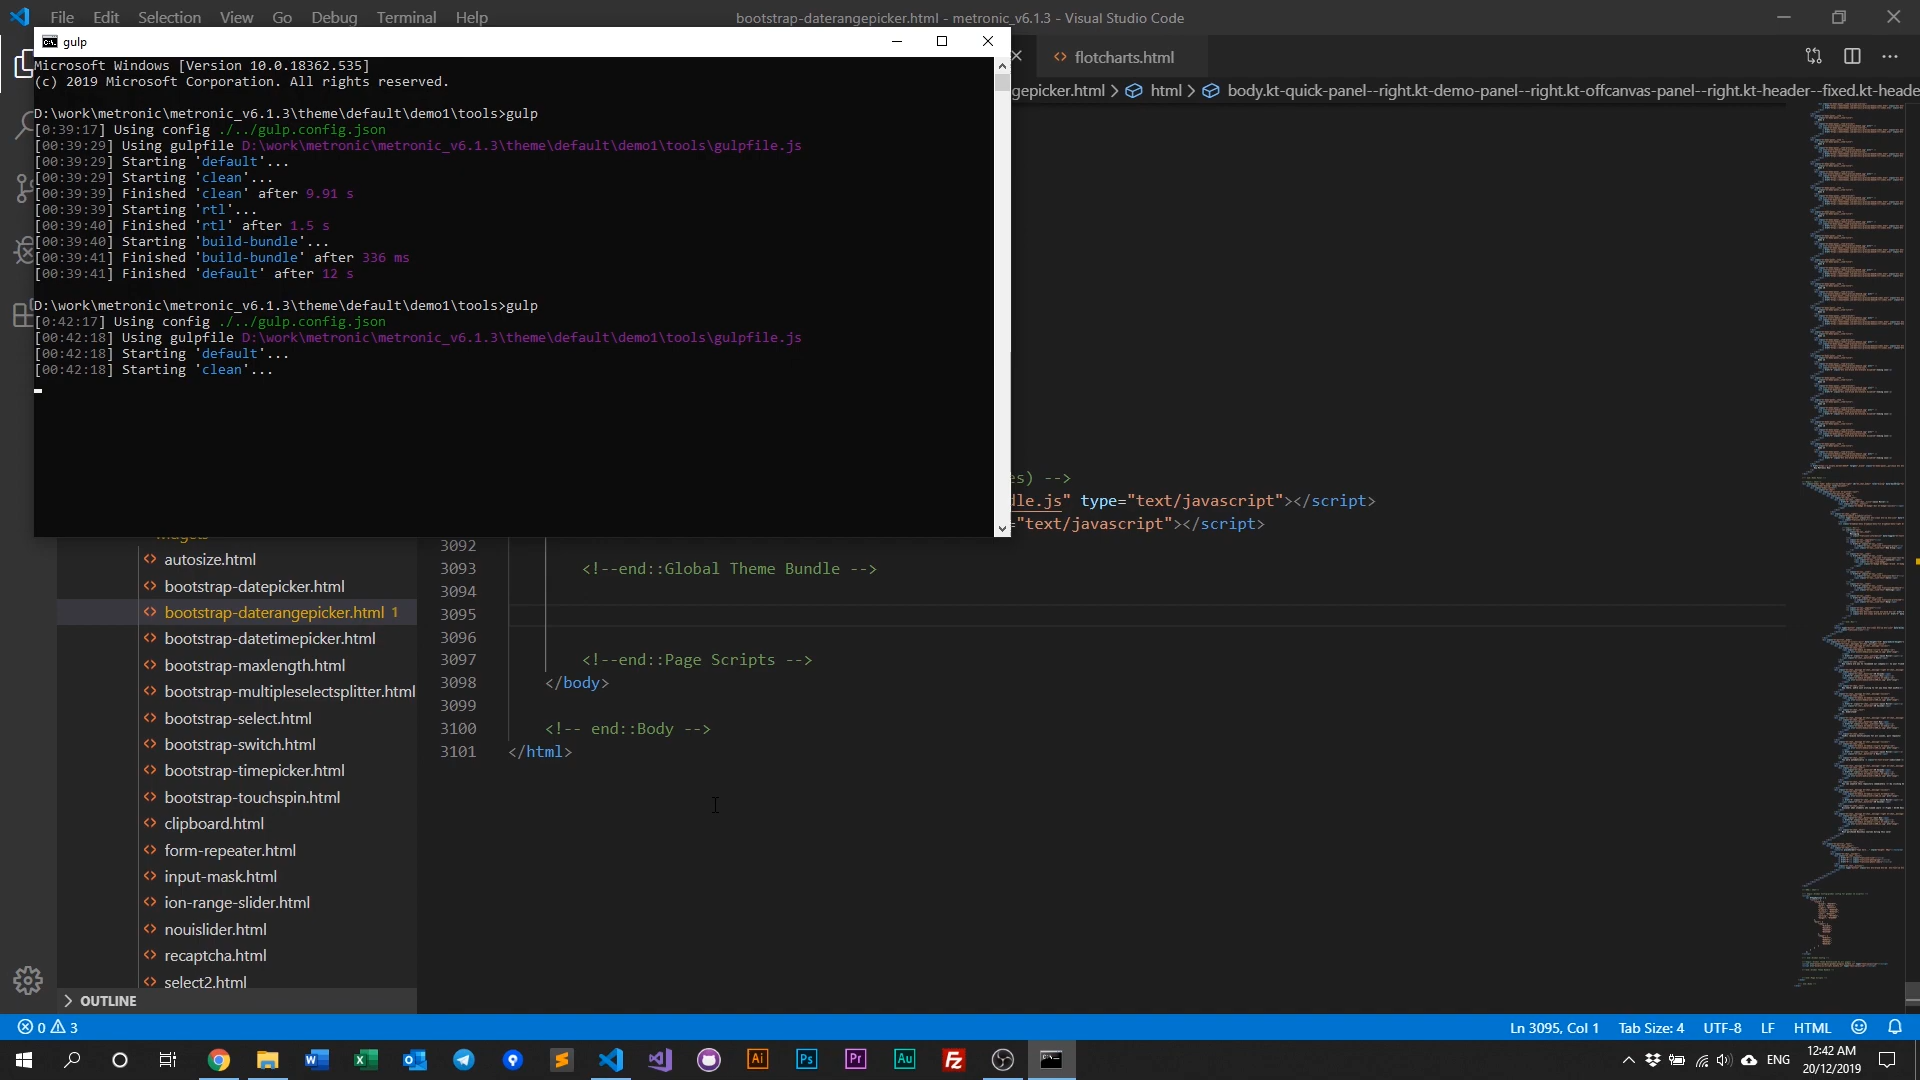 File Edit Selection View Go Debug Terminal Help
bootstrap-daterangepicker.html - metronic_v6.1.3 - Visual Studio Code
gulp
flotcharts.html
gepicker.html > html > body.kt-quick-panel--right.kt-demo-panel--right.kt-offcanvas-panel--right.kt-header--fixed.kt-heade
Microsoft Windows [Version 10.0.18362.535]
(c) 2019 Microsoft Corporation. All rights reserved.
D:\work\metronic\metronic_v6.1.3\theme\default\demo1\tools>gulp
[0:39:17] Using config ./../gulp.config.json
[00:39:29] Using gulpfile D:\work\metronic\metronic_v6.1.3\theme\default\demo1\tools\gulpfile.js
[00:39:29] Starting 'default'...
[00:39:29] Starting 'clean'...
[00:39:39] Finished 'clean' after 9.91 s
[00:39:39] Starting 'rtl'...
[00:39:40] Finished 'rtl' after 1.5 s
[00:39:40] Starting 'build-bundle'...
[00:39:41] Finished 'build-bundle' after 336 ms
[00:39:41] Finished 'default' after 12 s
D:\work\metronic\metronic_v6.1.3\theme\default\demo1\tools>gulp
[0:42:17] Using config ./../gulp.config.json
[00:42:18] Using gulpfile D:\work\metronic\metronic_v6.1.3\theme\default\demo1\tools\gulpfile.js
[00:42:18] Starting 'default'...
[00:42:18] Starting 'clean'...
es) -->
dle.js" type="text/javascript"></script>
="text/javascript"></script>
widgets
autosize.html
bootstrap-datepicker.html
bootstrap-daterangepicker.html 1
bootstrap-datetimepicker.html
bootstrap-maxlength.html
bootstrap-multipleselectsplitter.html
bootstrap-select.html
bootstrap-switch.html
bootstrap-timepicker.html
bootstrap-touchspin.html
clipboard.html
form-repeater.html
input-mask.html
ion-range-slider.html
nouislider.html
recaptcha.html
select2.html
OUTLINE
3092
3093 <!--end::Global Theme Bundle -->
3094
3095
3096
3097 <!--end::Page Scripts -->
3098 </body>
3099
3100 <!-- end::Body -->
3101 </html>
0 3
Ln 3095, Col 1 Tab Size: 4 UTF-8 LF HTML
ENG
12:42 AM
20/12/2019